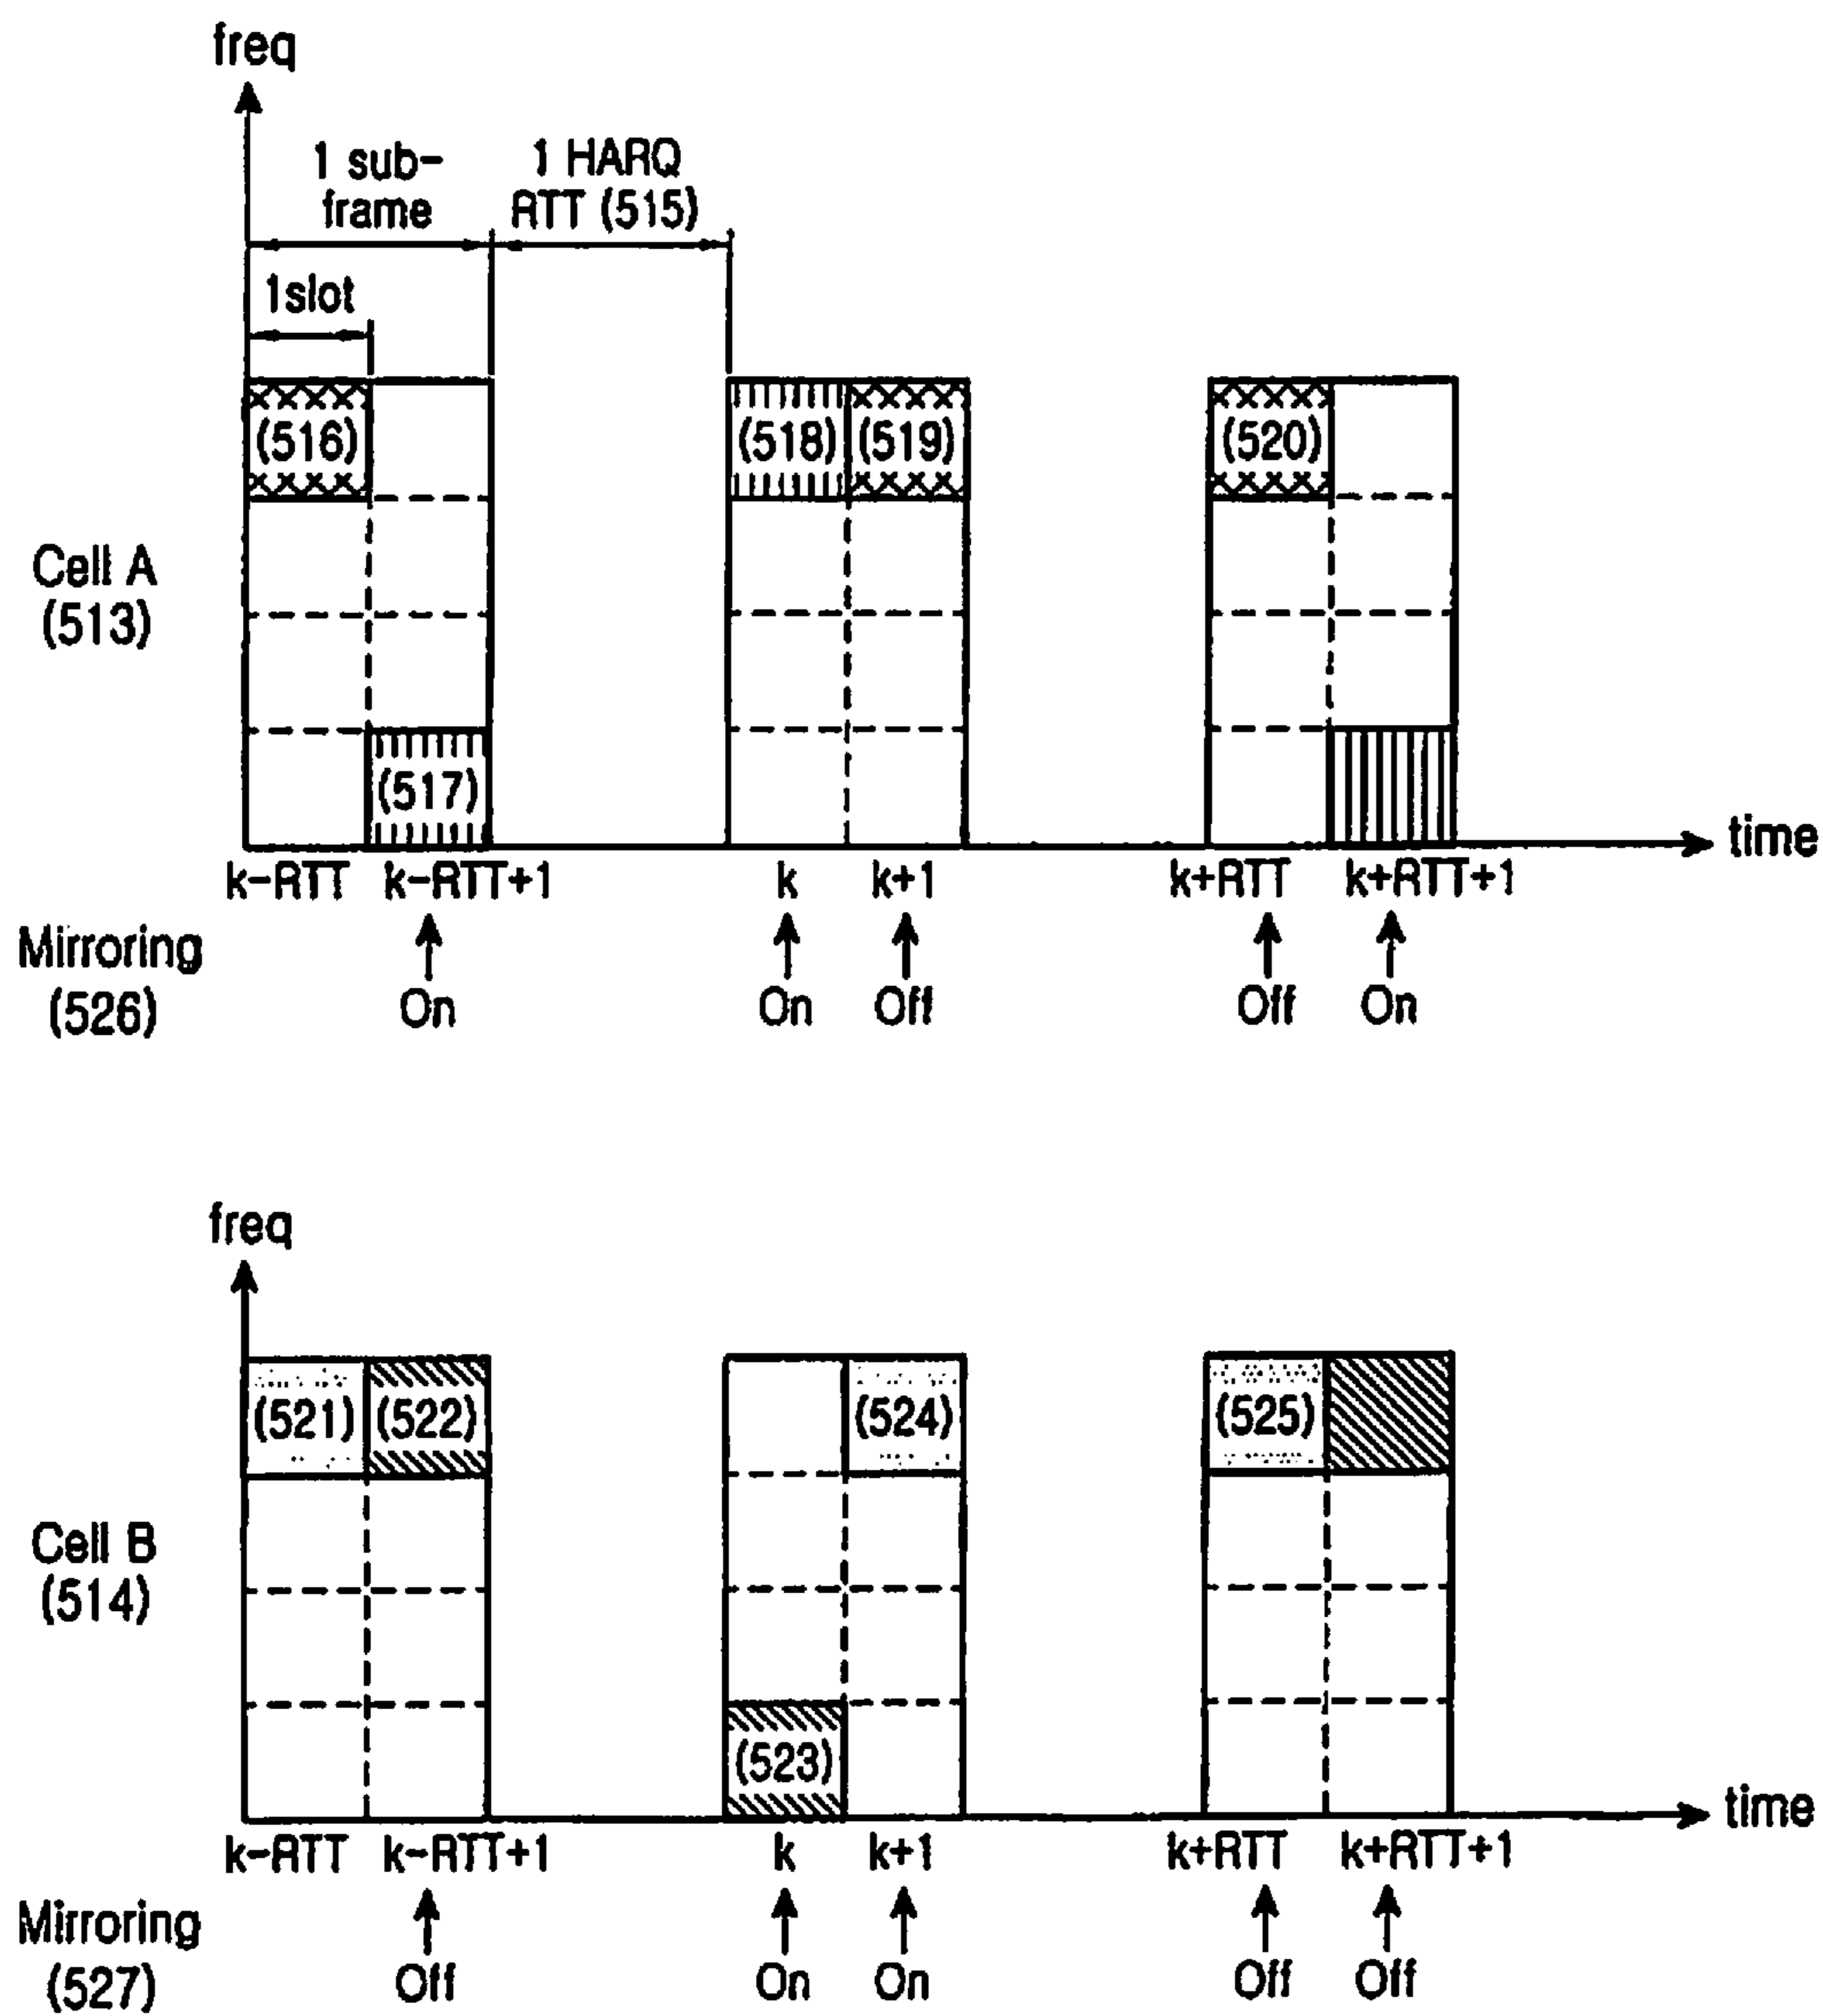 freq
1 sub-
frame
1 HARQ
RTT (515)
1slot
(516)
(518)
(519)
(520)
Cell A
(513)
(517)
time
k-RTT
k-RTT+1
k
k+1
k+RTT
k+RTT+1
Mirroring
(526)
On
On
Off
Off
On
freq
(521)
(522)
(524)
(525)
Cell B
(514)
(523)
time
k-RTT
k-RTT+1
k
k+1
k+RTT
k+RTT+1
Mirroring
(527)
Off
On
On
Off
Off